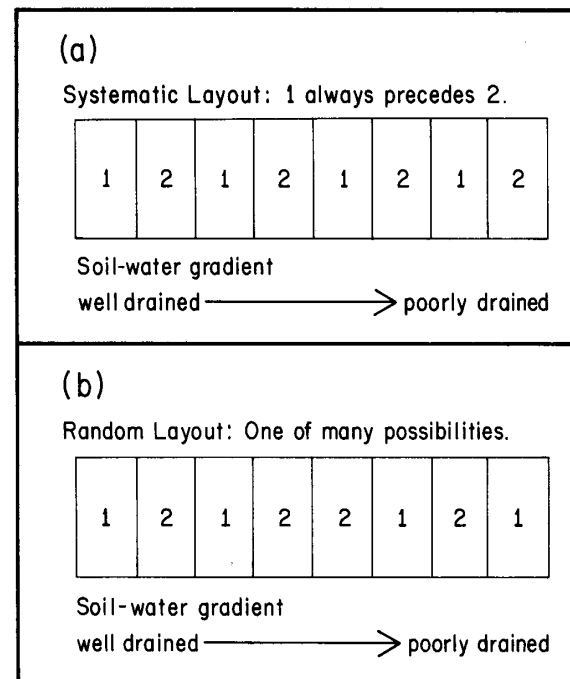 (a)
Systematic Layout: 1 always precedes 2.
1 2 1 2 1 2 1 2
Soil-water gradient
well drained poorly drained
(b)
Random Layout: One of many possibilities.
1 2 1 2 2 1 2 1
Soil-water gradient
well drained poorly drained